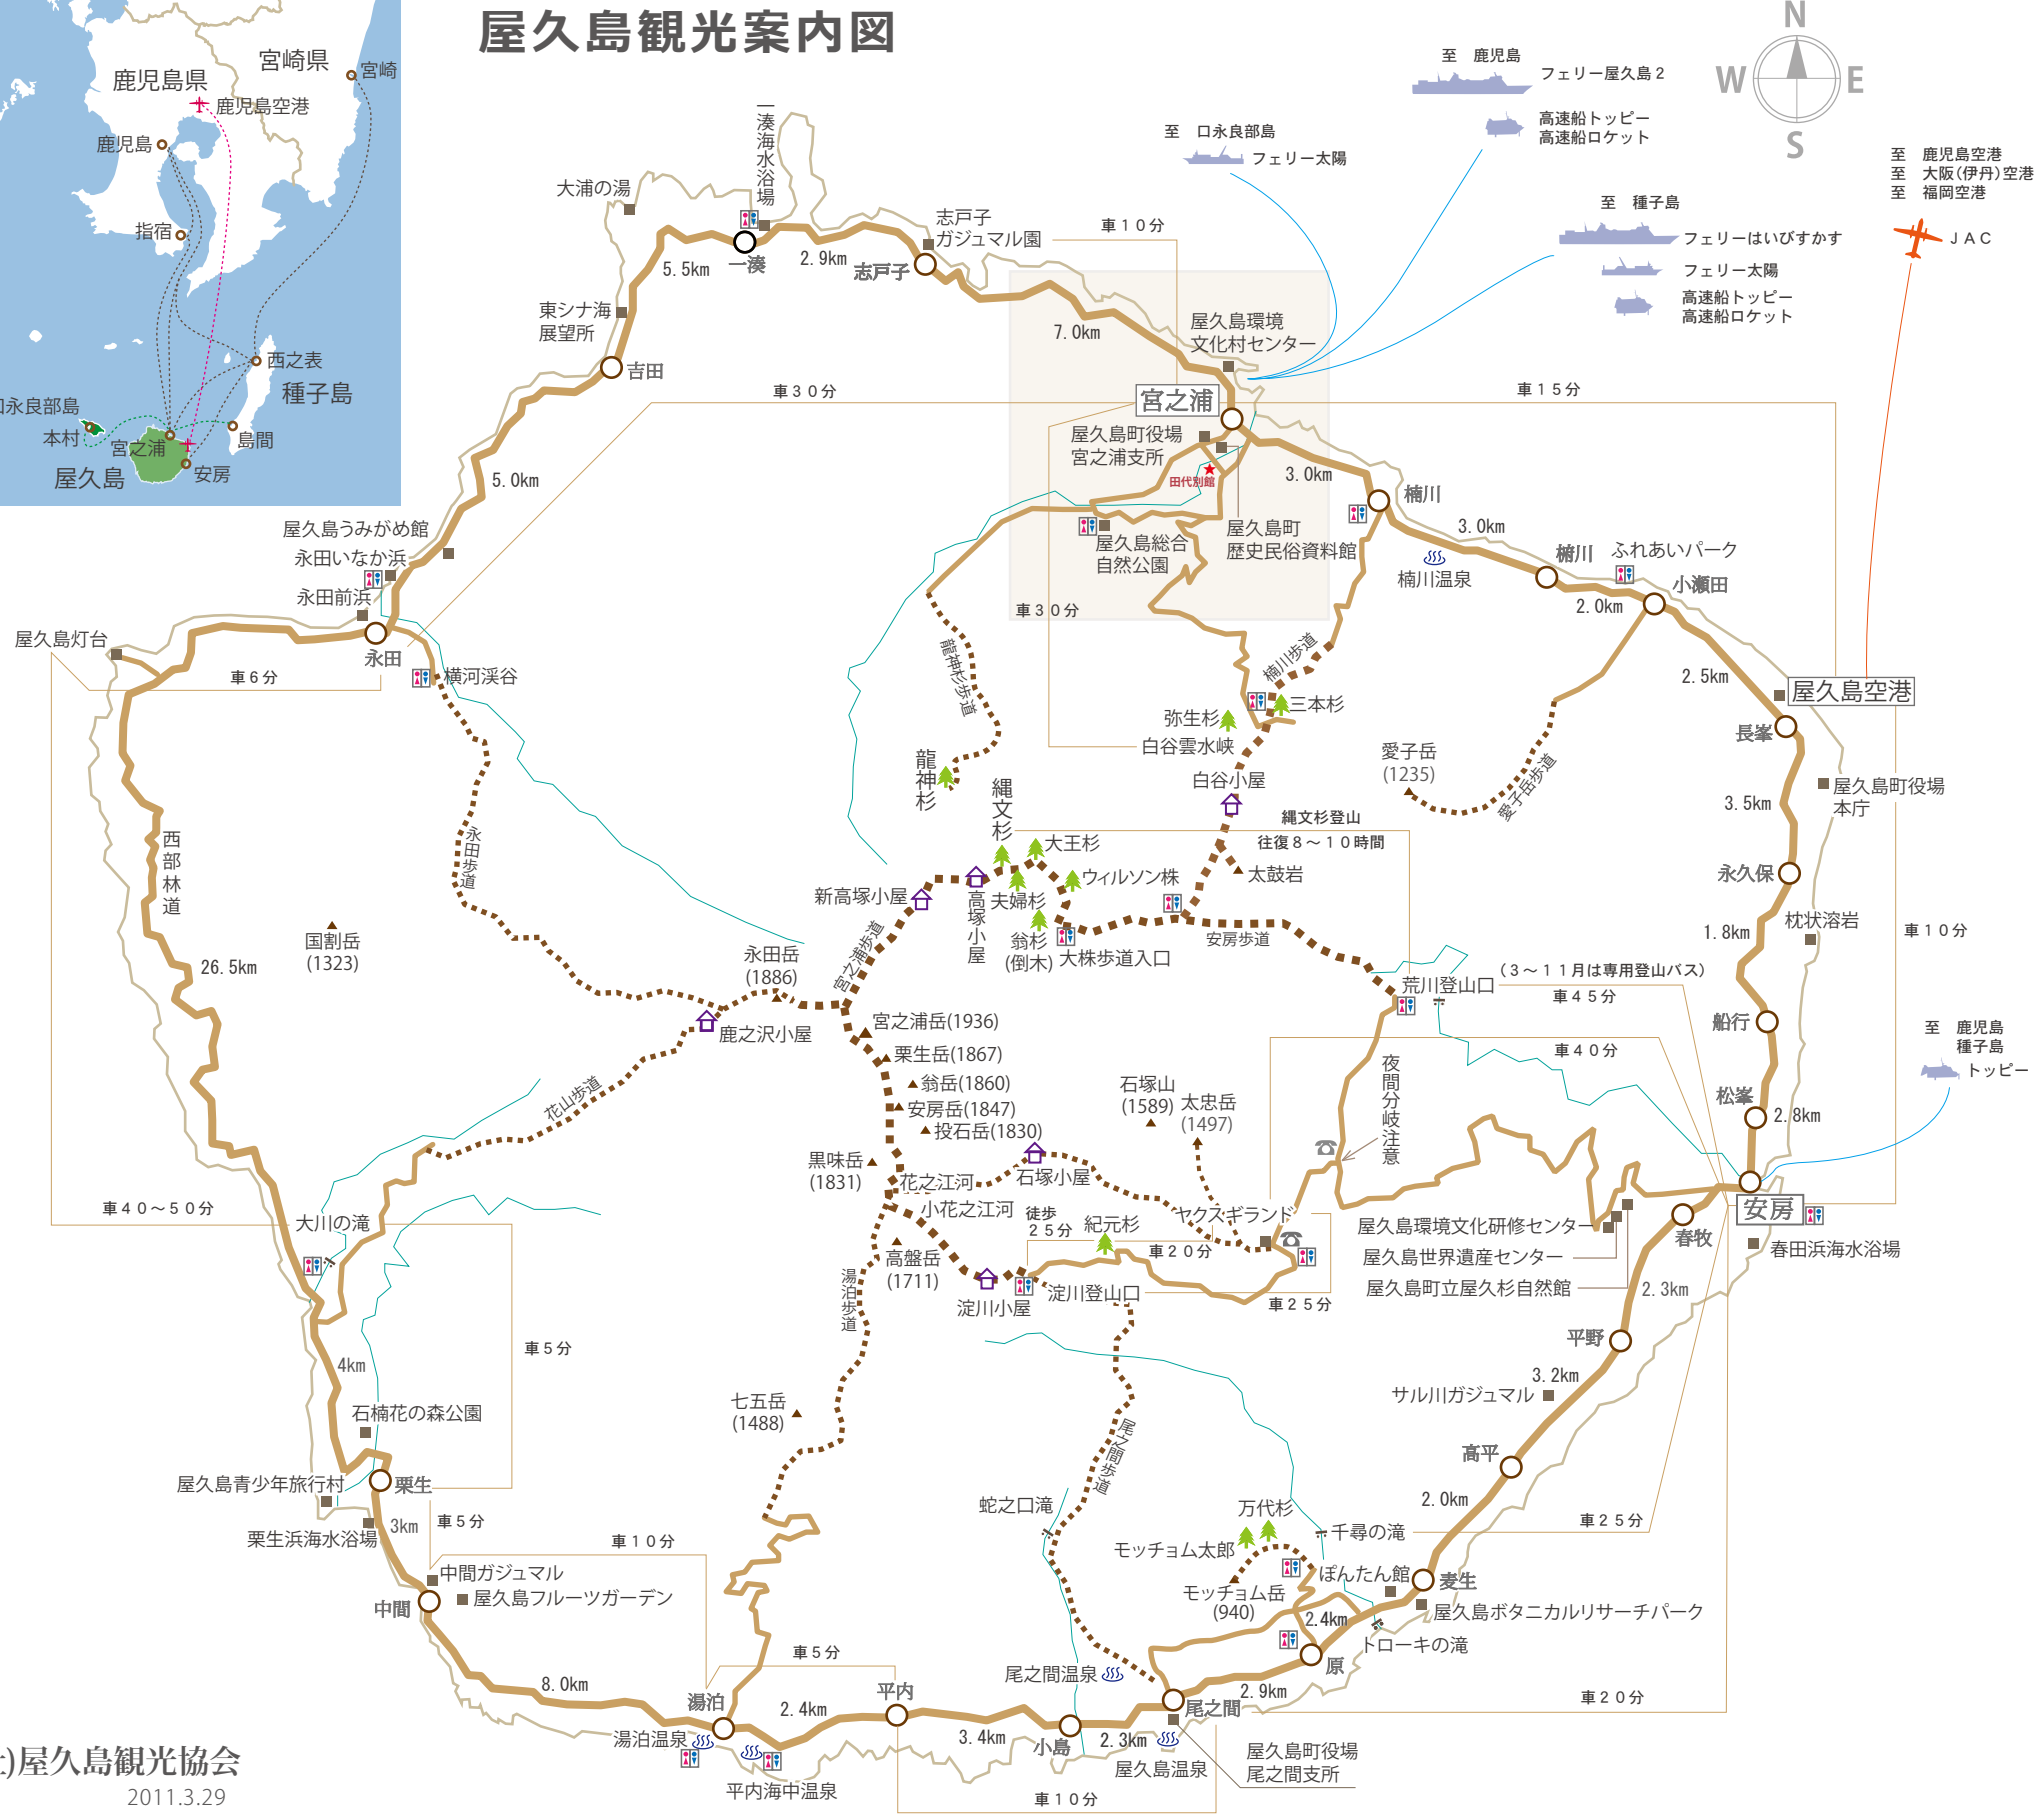 屋久島観光案内図
宮崎県
鹿児島県
宮崎
鹿児島空港
鹿児島
指宿
西之表
種子島
口永良部島
本村
宮之浦
島間
屋久島
安房
N
W
E
S
至 鹿児島
フェリー屋久島2
高速船トッピー
高速船ロケット
至 口永良部島
フェリー太陽
至 種子島
フェリーはいびすかす
フェリー太陽
高速船トッピー
高速船ロケット
至 鹿児島空港
至 大阪(伊丹)空港
至 福岡空港
JAC
一湊海水浴場
大浦の湯
志戸子
ガジュマル園
車10分
5.5km
一湊
2.9km
志戸子
東シナ海
展望所
7.0km
屋久島環境
文化村センター
吉田
車30分
宮之浦
車15分
屋久島町役場
宮之浦支所
田代別館
3.0km
楠川
5.0km
屋久島うみがめ館
永田いなか浜
永田前浜
屋久島総合
自然公園
屋久島町
歴史民俗資料館
3.0km
楠川温泉
椨川
ふれあいパーク
小瀬田
2.0km
車30分
屋久島灯台
永田
車6分
横河渓谷
龍神杉歩道
楠川歩道
2.5km
屋久島空港
三本杉
弥生杉
白谷雲水峡
長峯
龍神杉
愛子岳
(1235)
愛子岳歩道
白谷小屋
屋久島町役場
本庁
3.5km
縄文杉
縄文杉登山
往復8~10時間
大王杉
西部林道
永田歩道
ウィルソン株
太鼓岩
永久保
新高塚小屋
高塚小屋
夫婦杉
枕状溶岩
翁杉
(倒木)
大株歩道入口
安房歩道
1.8km
車10分
国割岳
(1323)
26.5km
永田岳
(1886)
宮之浦歩道
荒川登山口
(3~11月は専用登山バス)
車45分
鹿之沢小屋
宮之浦岳(1936)
船行
至 鹿児島
種子島
トッピー
栗生岳(1867)
車40分
夜間分岐注意
翁岳(1860)
石塚山
(1589)
太忠岳
(1497)
松峯
花山歩道
安房岳(1847)
投石岳(1830)
2.8km
黒味岳
(1831)
花之江河
石塚小屋
小花之江河
車40~50分
大川の滝
徒歩
25分
紀元杉
ヤクスギランド
車20分
安房
春牧
屋久島環境文化研修センター
屋久島世界遺産センター
屋久島町立屋久杉自然館
春田浜海水浴場
高盤岳
(1711)
湯泊歩道
淀川小屋
淀川登山口
車25分
2.3km
平野
4km
車5分
3.2km
サル川ガジュマル
七五岳
(1488)
石楠花の森公園
尾之間歩道
高平
屋久島青少年旅行村
栗生
2.0km
栗生浜海水浴場
3km
車5分
車10分
蛇之口滝
万代杉
千尋の滝
車25分
モッチョム太郎
ぽんたん館
麦生
中間ガジュマル
屋久島フルーツガーデン
中間
モッチョム岳
(940)
2.4km
屋久島ボタニカルリサーチパーク
トローキの滝
車5分
尾之間温泉
原
8.0km
湯泊
2.4km
平内
2.9km
尾之間
車20分
湯泊温泉
3.4km
小島
2.3km
屋久島温泉
屋久島町役場
尾之間支所
平内海中温泉
車10分
)屋久島観光協会
2011.3.29